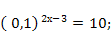 ( 0,1) ²ˣ⁻³ = 10;